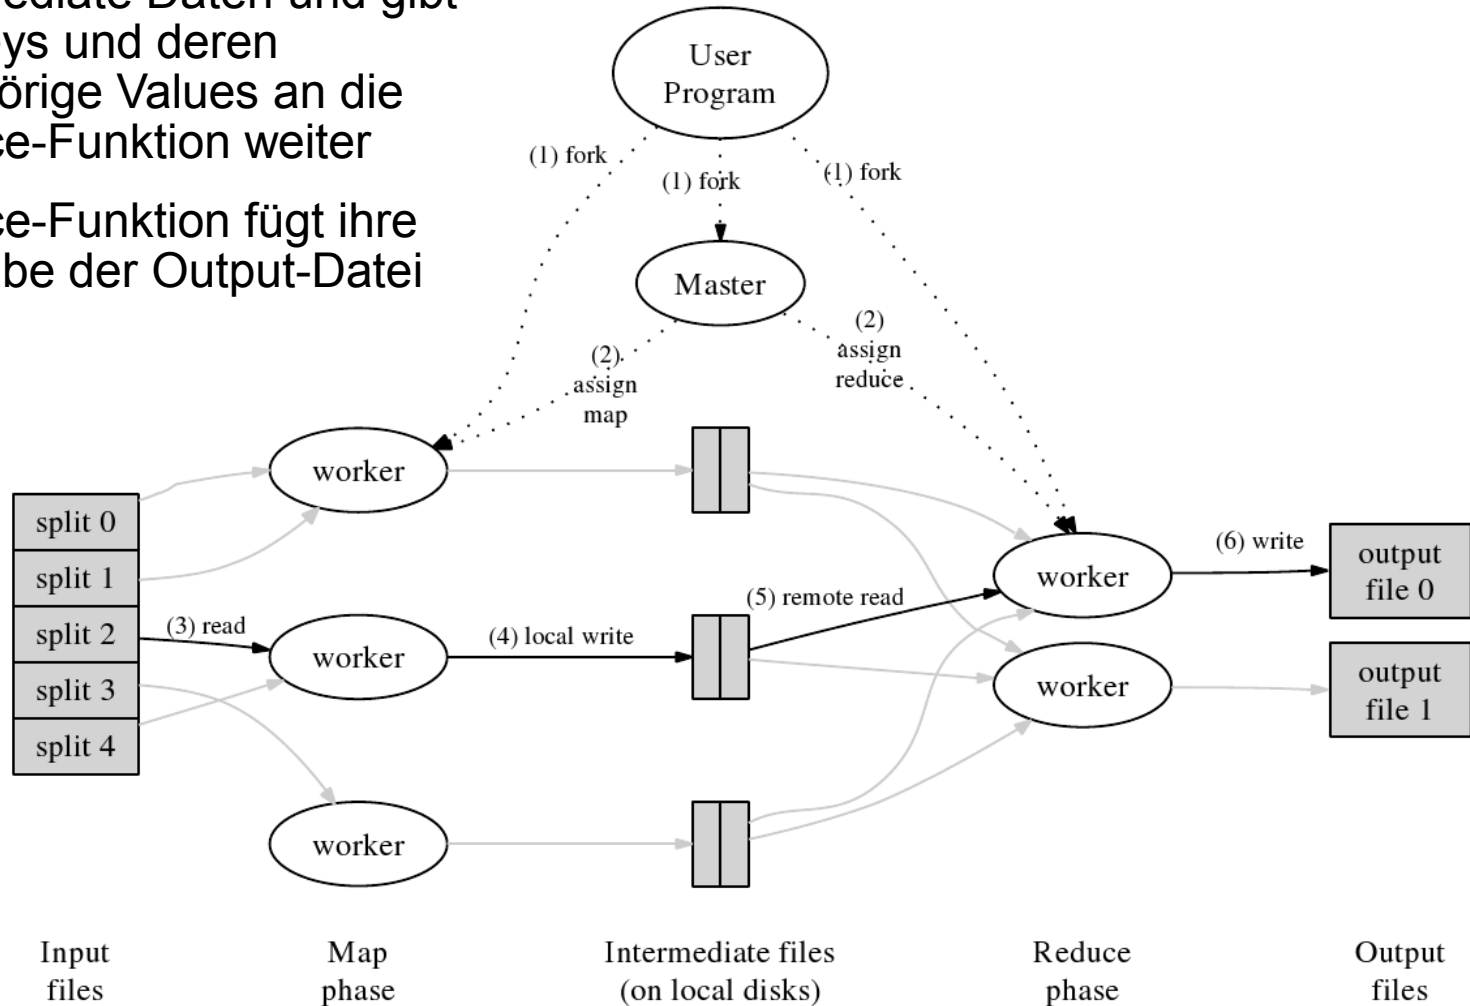 ediate Daten und gibt
ys und deren
örige Values an die
ce-Funktion weiter
ce-Funktion fügt ihre
be der Output-Datei
User
Program
(1) fork
(1) fork
(1) fork
Master
(2)
assign
map
(2)
assign
reduce
worker
split 0
split 1
split 2
split 3
split 4
(3) read
worker
(4) local write
(5) remote read
worker
(6) write
output
file 0
worker
output
file 1
worker
Input
files
Map
phase
Intermediate files
(on local disks)
Reduce
phase
Output
files